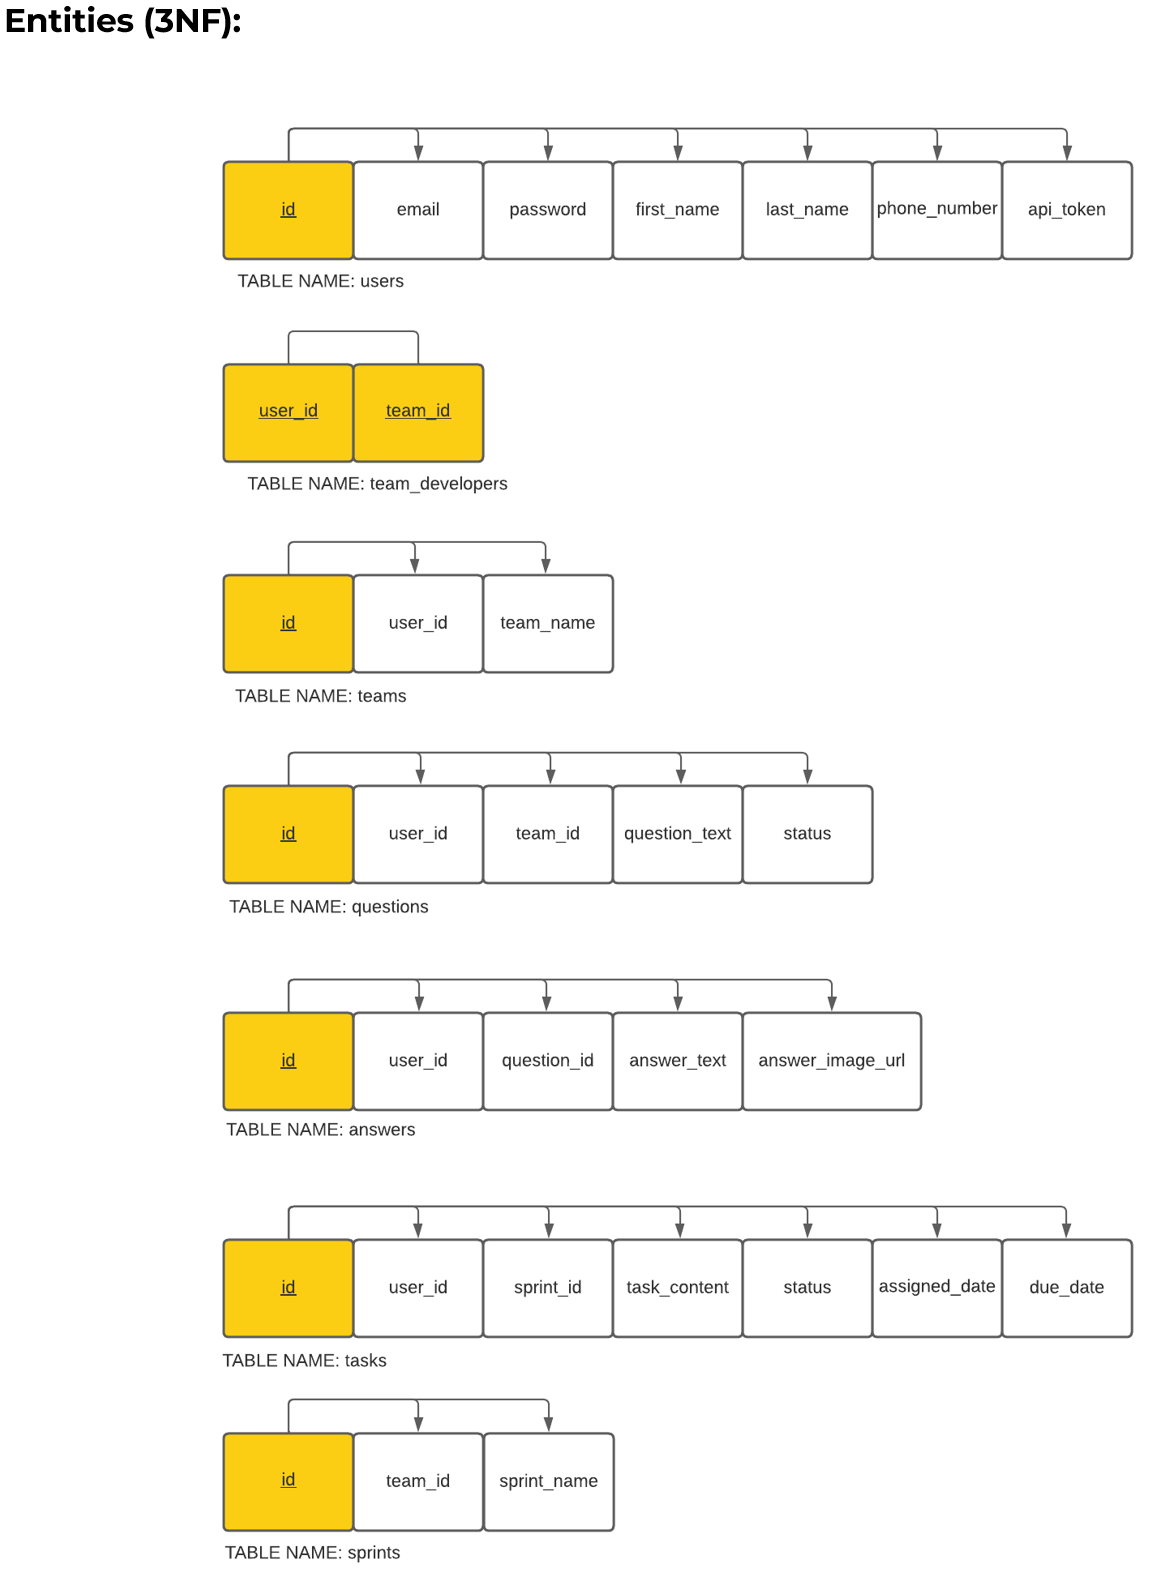 Entities (3NF):
id email password first_name last_name phone_number api_token
TABLE NAME: users
user_id team_id
TABLE NAME: team_developers
id user_id team_name
TABLE NAME: teams
id user_id team_id question_text status
TABLE NAME: questions
id user_id question_id answer_text answer_image_url
TABLE NAME: answers
id user_id sprint_id task_content status assigned_date due_date
TABLE NAME: tasks
id team_id sprint_name
TABLE NAME: sprints